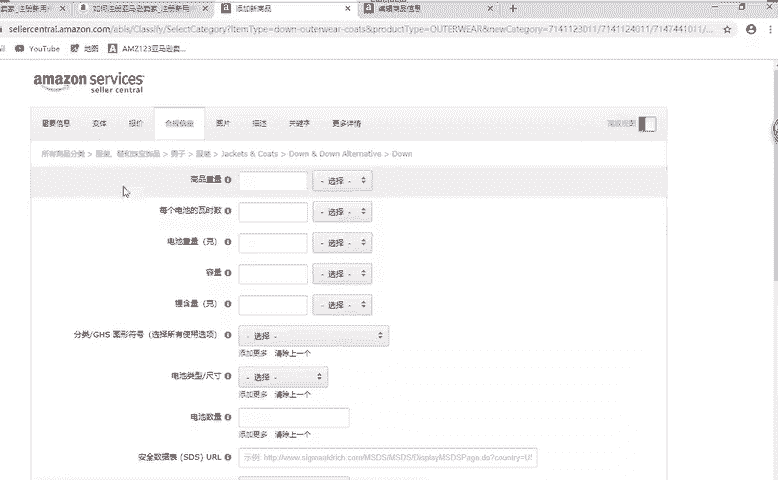 卖家_注册新用户 如何注册亚马逊卖家_注册新用 添加新商品 编辑商品信息
sellercentral.amazon.com/abis/Classify/SelectCategory?itemType=down-outerwear-coats&productType=OUTERWEAR&newCategory=7141123011/7141124011/7147441011/...
YouTube 地图 AMZ123亚马逊卖...
amazon services
seller central
重要信息 变体 报价 合规信息 图片 描述 关键字 更多详情 高级视图
所有商品分类 > 服装、鞋和珠宝饰品 > 男子 > 服装 > Jackets & Coats > Down & Down Alternative > Down
商品重量 - 选择 -
每个电池的瓦时数 - 选择 -
电池重量（克） - 选择 -
容量 - 选择 -
锂含量（克） - 选择 -
分类/GHS 图形符号（选择所有使用选项） - 选择 -
添加更多 清除上一个
电池类型/尺寸 - 选择 -
添加更多 清除上一个
电池数量
添加更多 清除上一个
安全数据表 (SDS) URL 示例: http://www.sigmaaldrich.com/MSDS/MSDS/DisplayMSDSPage.do?country=US